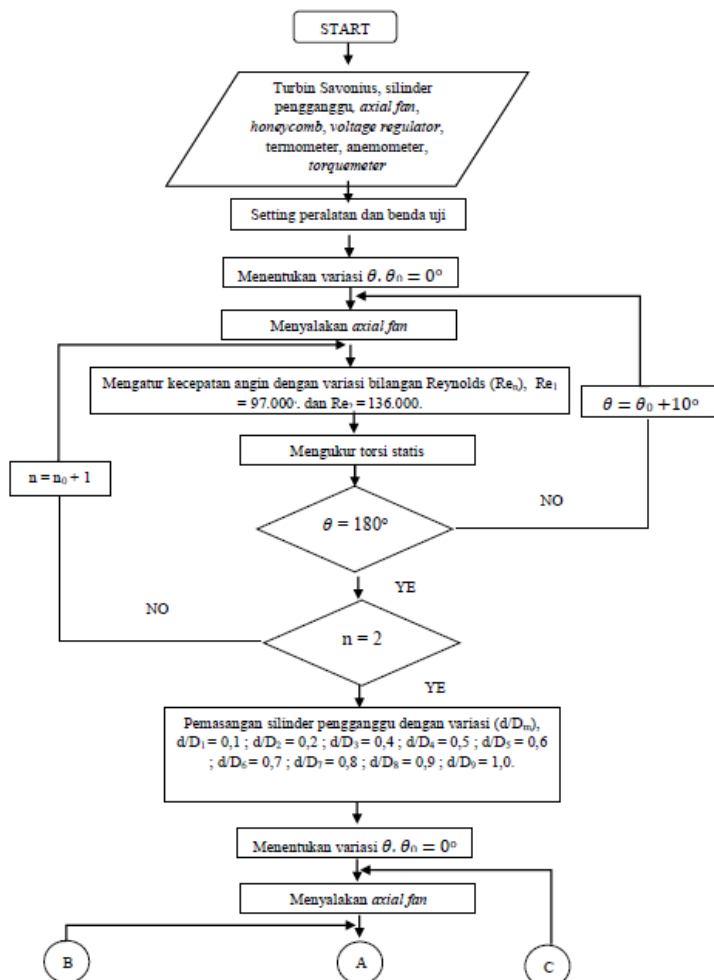 START
Turbin Savonius, silinder
pengganggu, axial fan,
honeycomb, voltage regulator,
termometer, anemometer,
torquemeter
Setting peralatan dan benda uji
Menentukan variasi θ. θ₀ = 0°
Menyalakan axial fan
Mengatur kecepatan angin dengan variasi bilangan Reynolds (Reₙ), Re₁
= 97.000. dan Re₂ = 136.000.
θ = θ₀ + 10°
Mengukur torsi statis
n = n₀ + 1
θ = 180°
NO
YE
NO
n = 2
YE
Pemasangan silinder pengganggu dengan variasi (d/Dₘ),
d/D₁ = 0,1 ; d/D₂ = 0,2 ; d/D₃ = 0,4 ; d/D₄ = 0,5 ; d/D₅ = 0,6
; d/D₆ = 0,7 ; d/D₇ = 0,8 ; d/D₈ = 0,9 ; d/D₉ = 1,0.
Menentukan variasi θ. θ₀ = 0°
Menyalakan axial fan
B
A
C